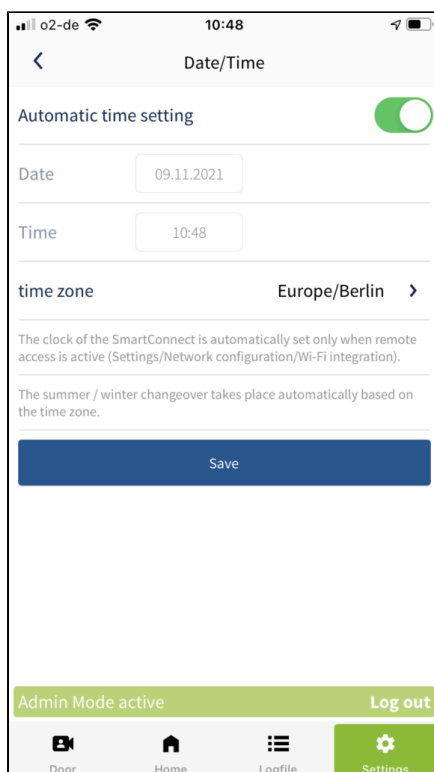 o2-de 10:48
Date/Time
Automatic time setting
Date 09.11.2021
Time 10:48
time zone Europe/Berlin
The clock of the SmartConnect is automatically set only when remote
access is active (Settings/Network configuration/Wi-Fi integration).
The summer / winter changeover takes place automatically based on
the time zone.
Save
Admin Mode active Log out
Door Home Logfile Settings